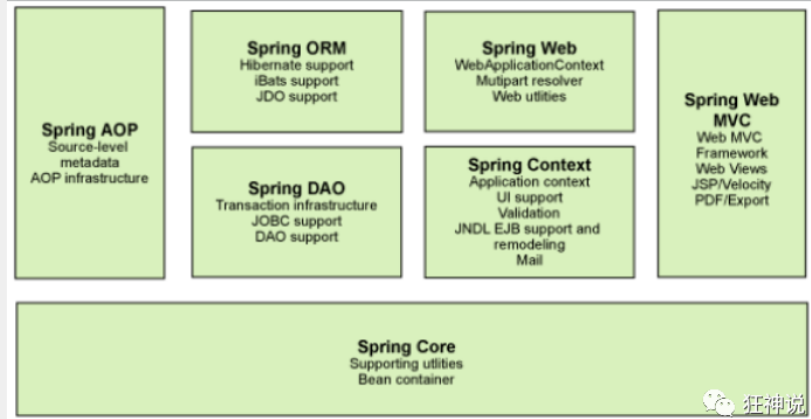 Spring AOP
Source-level
metadata
AOP infrastructure
Spring ORM
Hibernate support
iBats support
JDO support
Spring DAO
Transaction infrastructure
JOBC support
DAO support
Spring Web
WebApplicationContext
Mutipart resolver
Web utlities
Spring Context
Application context
UI support
Validation
JNDL EJB support and
remodeling
Mail
Spring Web
MVC
Web MVC
Framework
Web Views
JSP/Velocity
PDF/Export
Spring Core
Supporting utlities
Bean container
狂神说